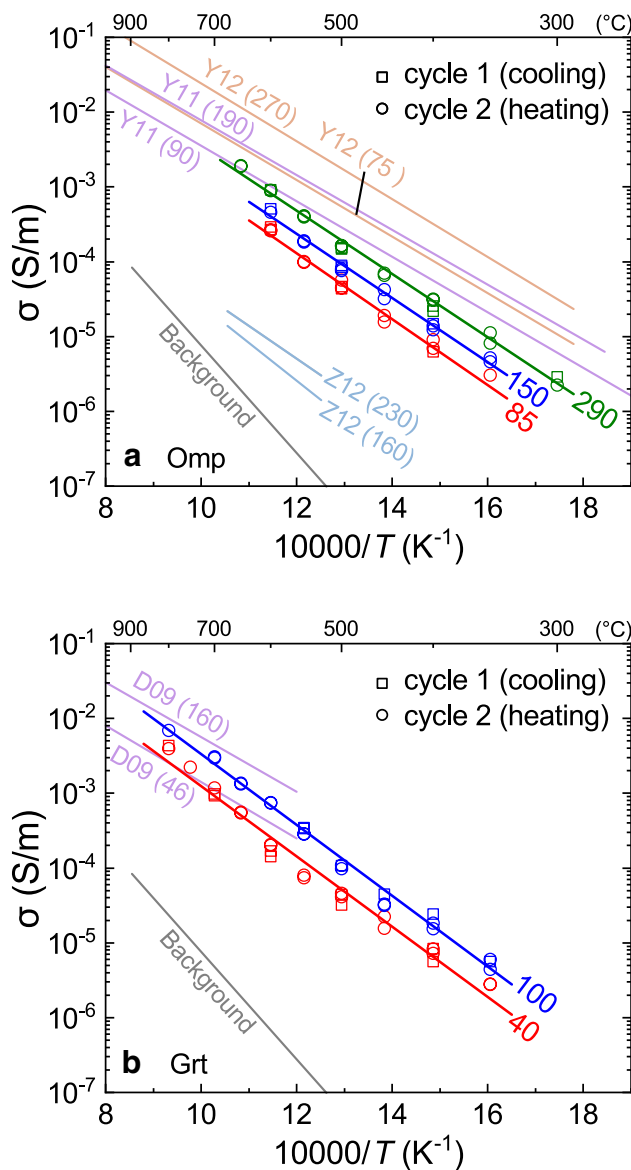 900 700 500 300 (°C)
10⁻¹
10⁻²
10⁻³
10⁻⁴
10⁻⁵
10⁻⁶
10⁻⁷
σ (S/m)
Y12 (270)
Y11 (190)
Y12 (75)
Y11 (90)
cycle 1 (cooling)
cycle 2 (heating)
Background
Z12 (230)
Z12 (160)
150
85
290
a Omp
8 10 12 14 16 18
10000/T (K⁻¹)
900 700 500 300 (°C)
10⁻¹
10⁻²
10⁻³
10⁻⁴
10⁻⁵
10⁻⁶
10⁻⁷
σ (S/m)
D09 (160)
D09 (46)
cycle 1 (cooling)
cycle 2 (heating)
Background
100
40
b Grt
8 10 12 14 16 18
10000/T (K⁻¹)